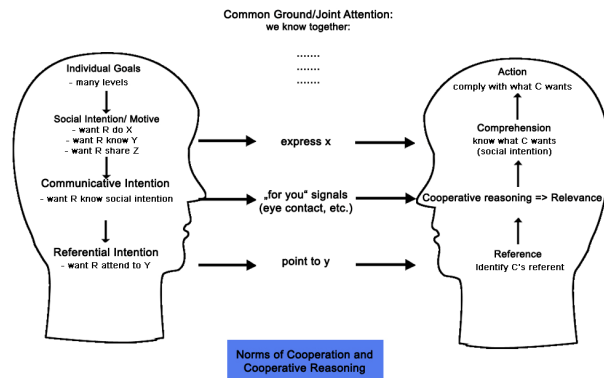 Common Ground/Joint Attention:
we know together:
.......
.......
.......
Individual Goals
- many levels
Social Intention/ Motive
- want R do X
- want R know Y
- want R share Z
Communicative Intention
- want R know social intention
Referential Intention
- want R attend to Y
express x
„for you" signals
(eye contact, etc.)
point to y
Action
comply with what C wants
Comprehension
know what C wants
(social intention)
Cooperative reasoning => Relevance
Reference
Identify C's referent
Norms of Cooperation and
Cooperative Reasoning